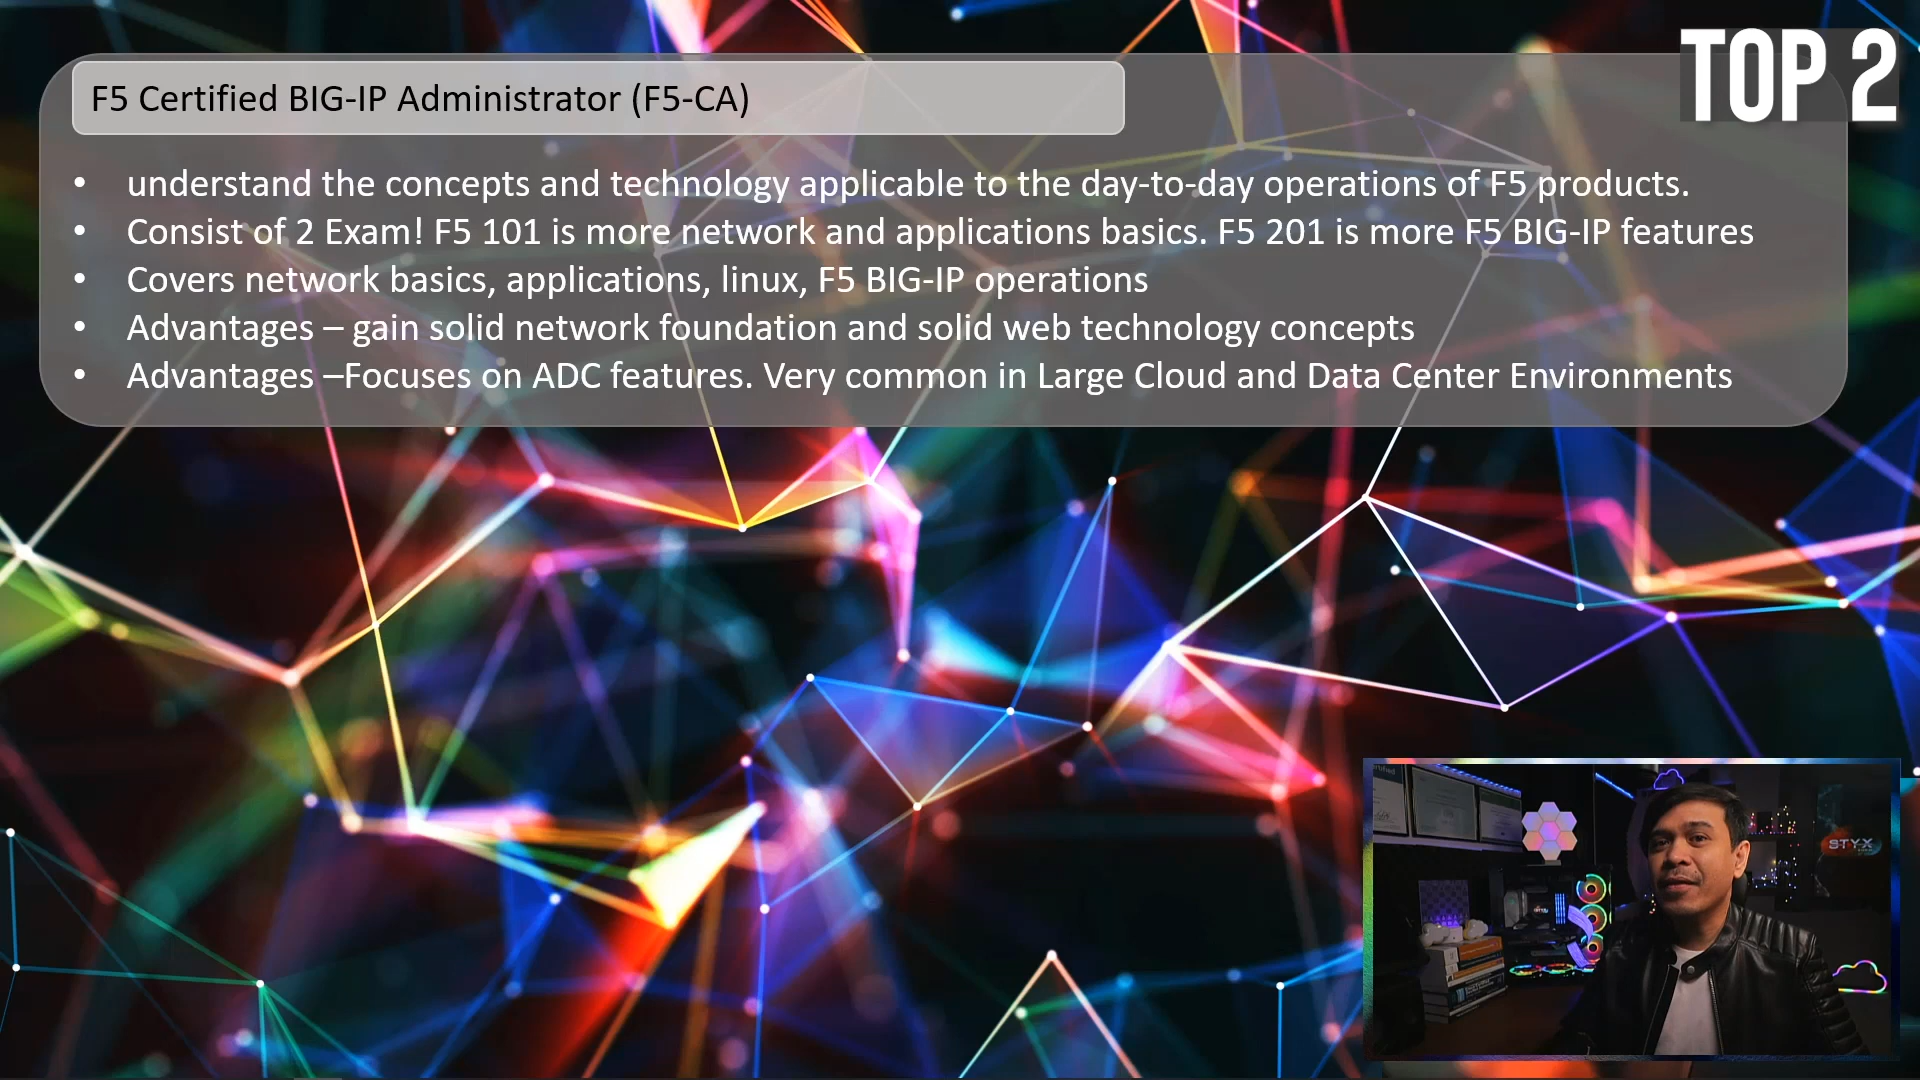 TOP 2
F5 Certified BIG-IP Administrator (F5-CA)
• understand the concepts and technology applicable to the day-to-day operations of F5 products.
• Consist of 2 Exam! F5 101 is more network and applications basics. F5 201 is more F5 BIG-IP features
• Covers network basics, applications, linux, F5 BIG-IP operations
• Advantages – gain solid network foundation and solid web technology concepts
• Advantages –Focuses on ADC features. Very common in Large Cloud and Data Center Environments
STYX